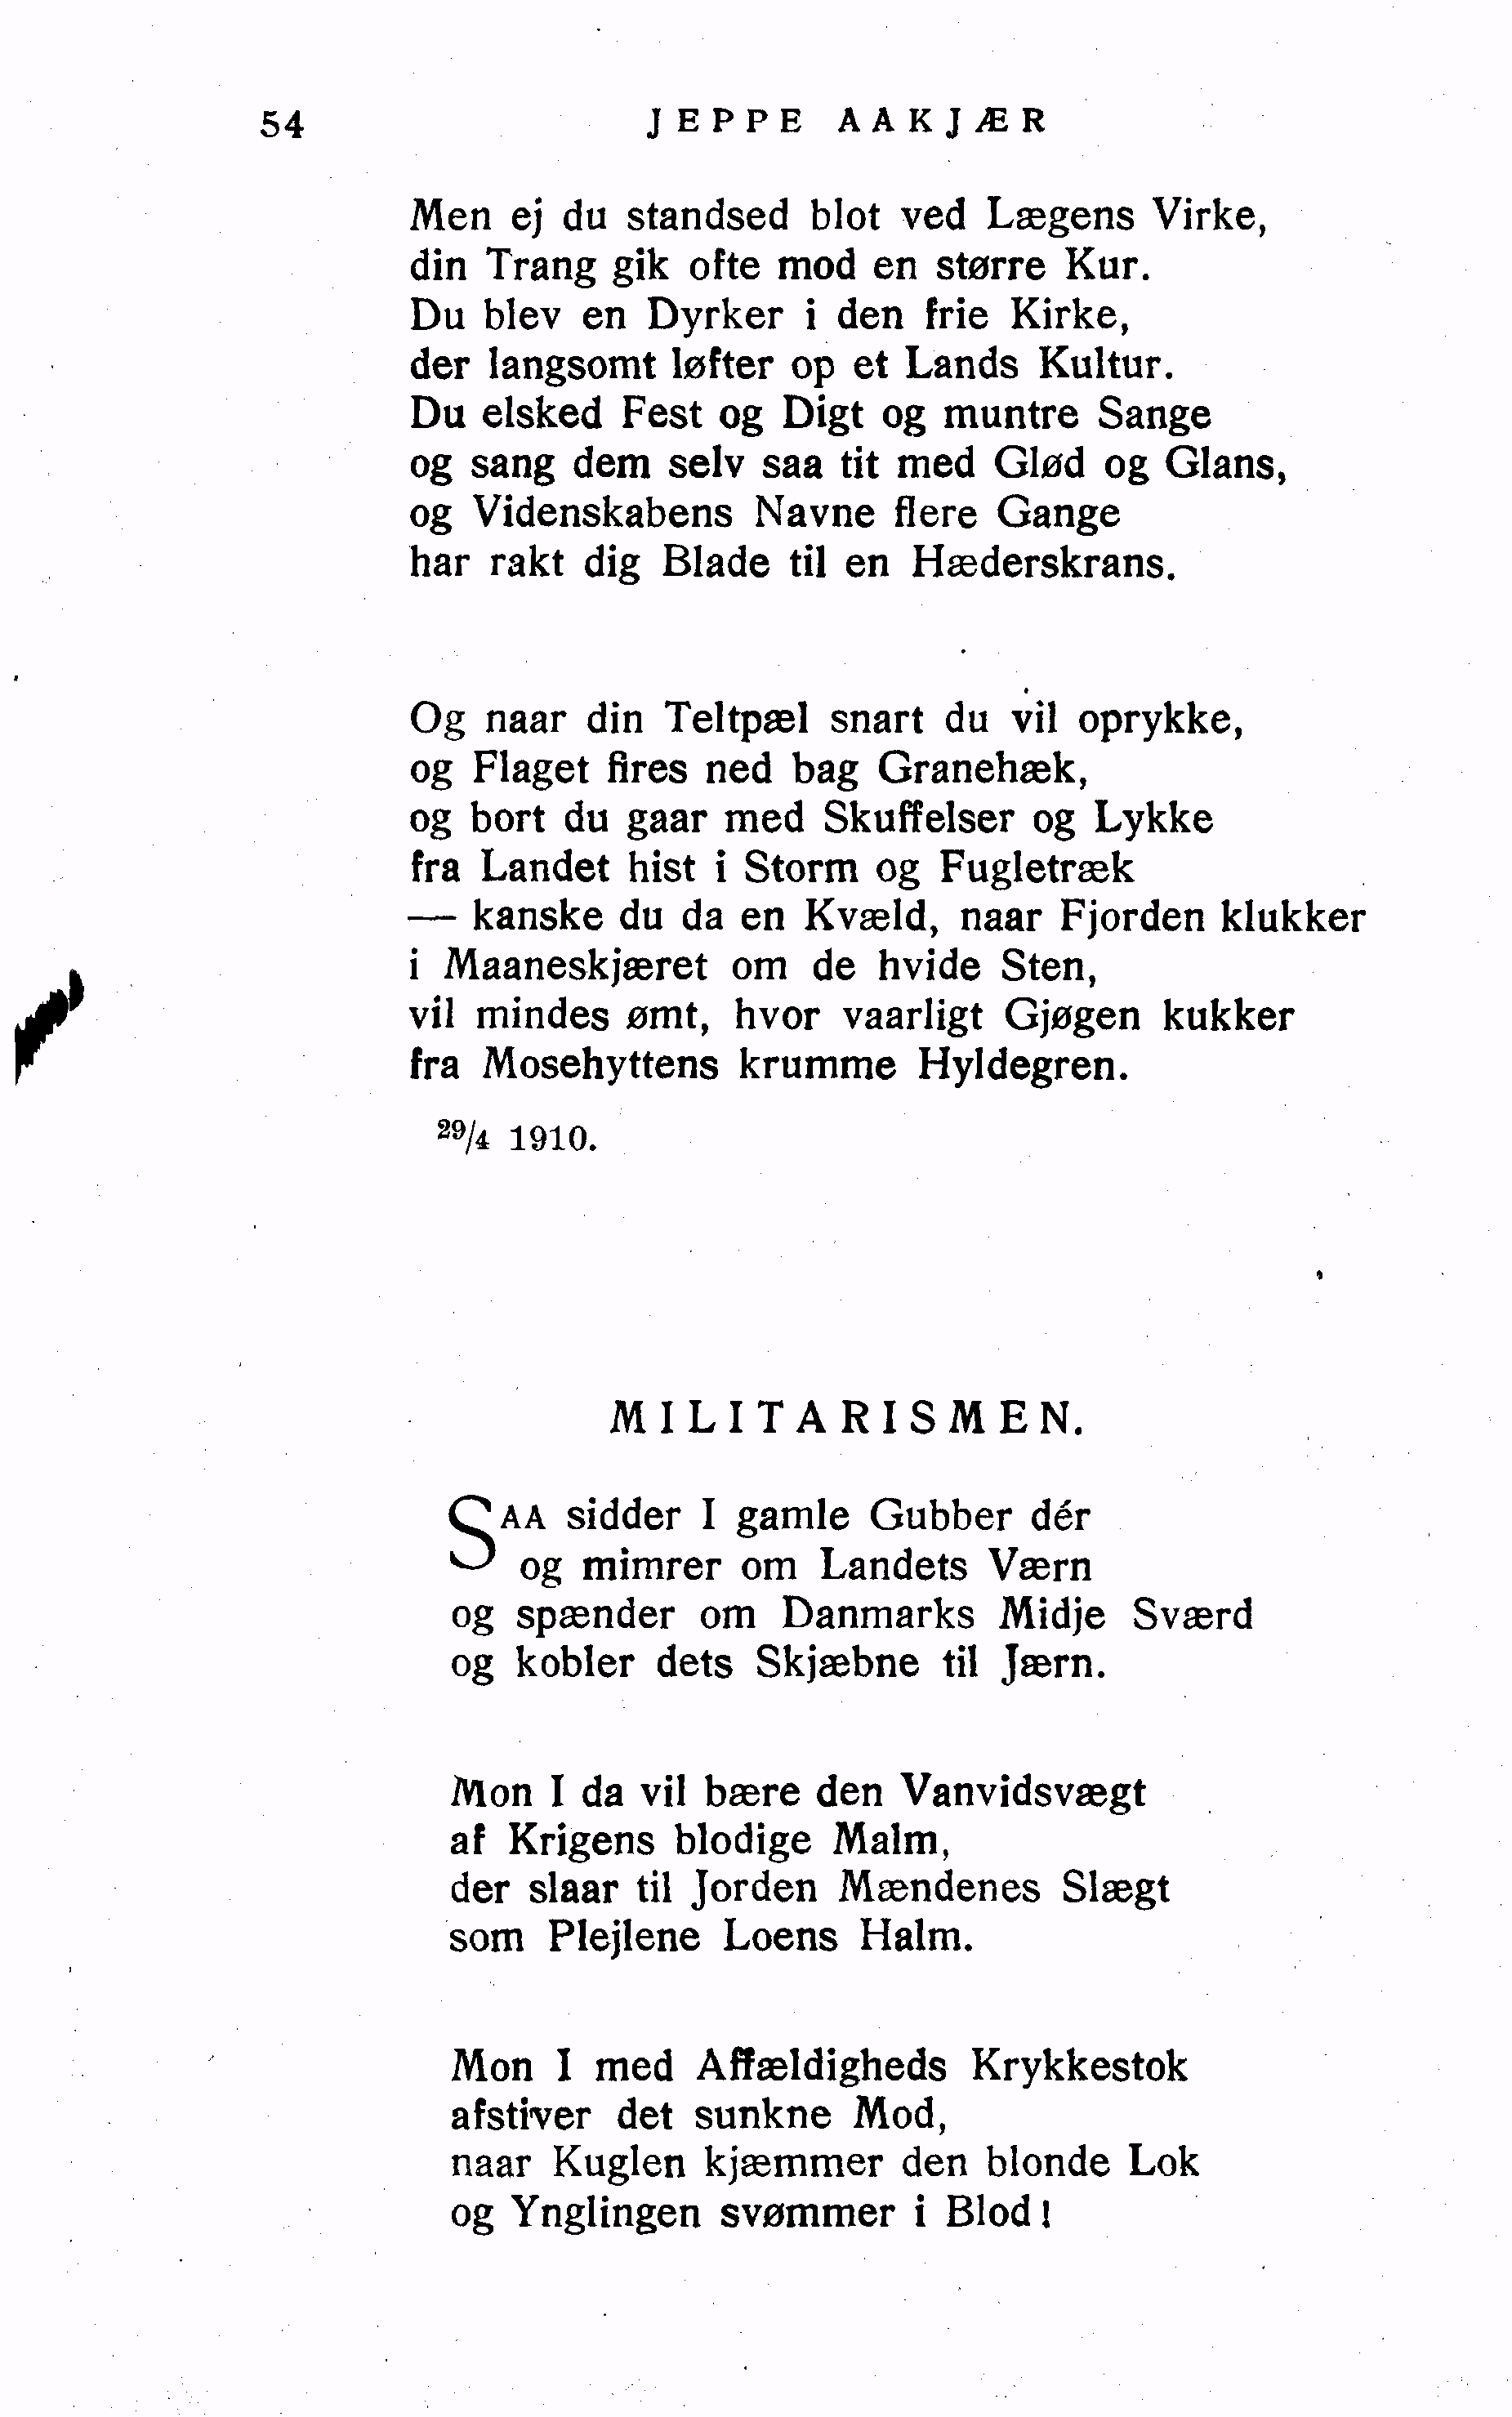 54 JEPPE AAKJÆR
Men ej du standsed blot ved Lægens Virke,
din Trang gik ofte mod en større Kur.
Du blev en Dyrker i den frie Kirke,
der langsomt løfter op et Lands Kultur.
Du elsked Fest og Digt og muntre Sange
og sang dem selv saa tit med Glød og Glans,
og Videnskabens Navne flere Gange
har rakt dig Blade til en Hæderskrans.
Og naar din Teltpæl snart du vil oprykke,
og Flaget fires ned bag Granehæk,
og bort du gaar med Skuffelser og Lykke
fra Landet hist i Storm og Fugletræk
— kanske du da en Kvæld, naar Fjorden klukker
i Maaneskjæret om de hvide Sten,
vil mindes ømt, hvor vaarligt Gjøgen kukker
fra Mosehyttens krumme Hyldegren.
29/4 1910.
MILITARISMEN.
SAA sidder I gamle Gubber dér
og mimrer om Landets Værn
og spænder om Danmarks Midje Sværd
og kobler dets Skjæbne til Jærn.
Mon I da vil bære den Vanvidsvægt
af Krigens blodige Malm,
der slaar til Jorden Mændenes Slægt
som Plejlene Loens Halm.
Mon I med Affældigheds Krykkestok
afstiver det sunkne Mod,
naar Kuglen kjæmmer den blonde Lok
og Ynglingen svømmer i Blod!